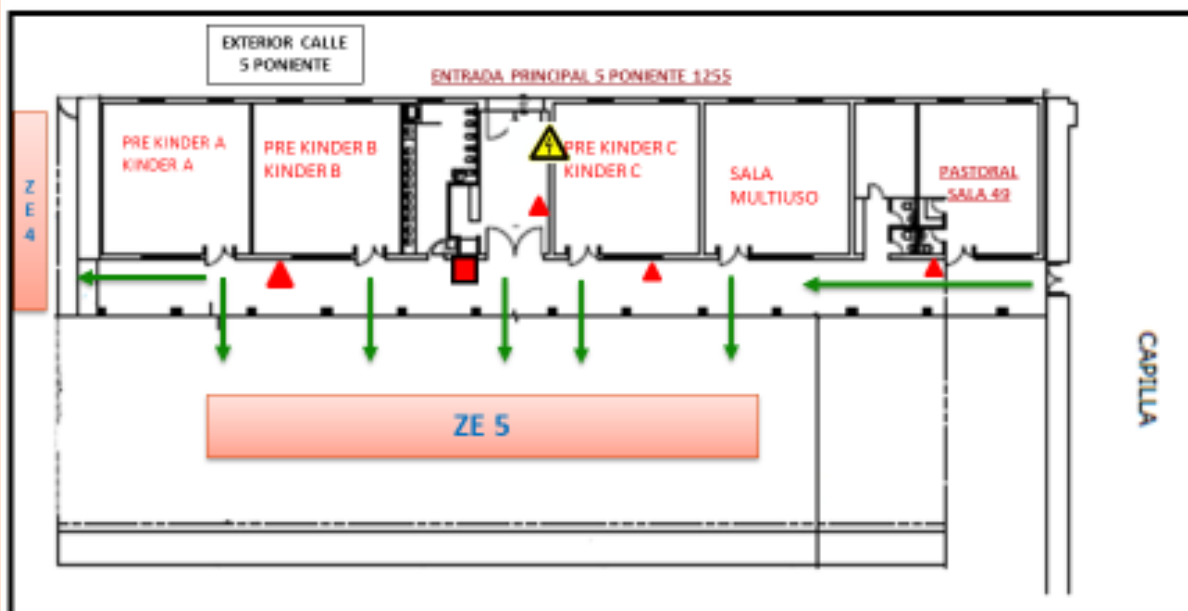 EXTERIOR CALLE
5 PONIENTE
ENTRADA PRINCIPAL 5 PONIENTE 1255
PRE KINDER A
KINDER A
PRE KINDER B
KINDER B
PRE KINDER C
KINDER C
SALA
MULTIUSO
PASTORAL
SALA 49
Z
E
4
CAPILLA
ZE 5